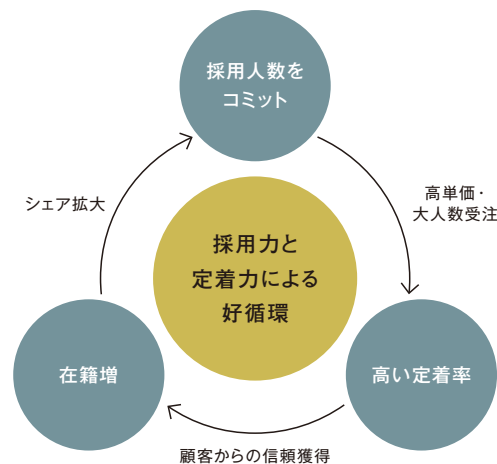 採用人数を
コミット
高単価・
大人数受注
シェア拡大
採用力と
定着力による
好循環
在籍増
高い定着率
顧客からの信頼獲得